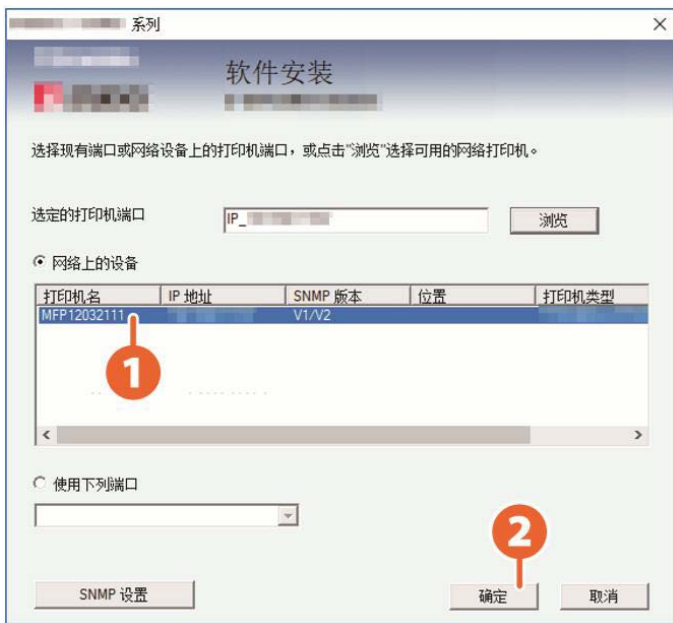 系列
软件安装
选择现有端口或网络设备上的打印机端口，或点击"浏览"选择可用的网络打印机。
选定的打印机端口 IP_ 浏览
网络上的设备
打印机名 IP 地址 SNMP 版本 位置 打印机类型
MFP12032111 V1/V2
1
使用下列端口
2
SNMP 设置 确定 取消